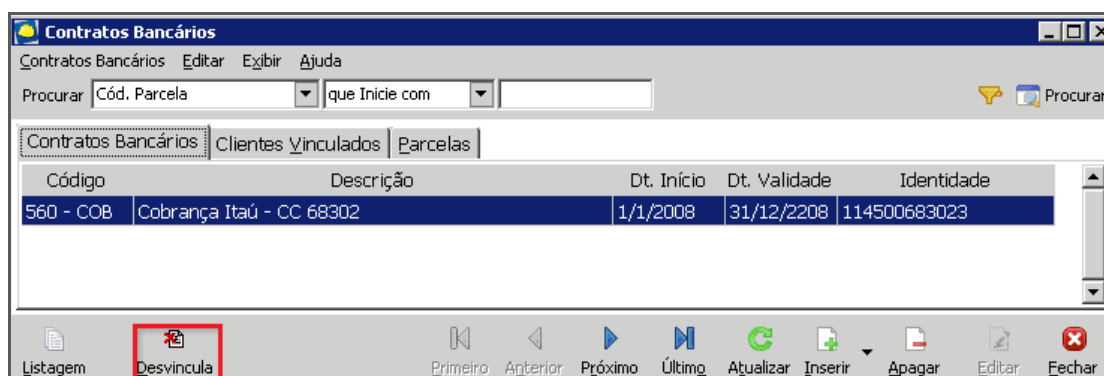 Contratos Bancários
Contratos Bancários Editar Exibir Ajuda
Procurar Cód. Parcela que Inicie com Procurar
Contratos Bancários Clientes Vinculados Parcelas
Código Descrição Dt. Início Dt. Validade Identidade
560 - COB Cobrança Itaú - CC 68302 1/1/2008 31/12/2208 114500683023
Listagem Desvincula Primeiro Anterior Próximo Último Atualizar Inserir Apagar Editar Fechar